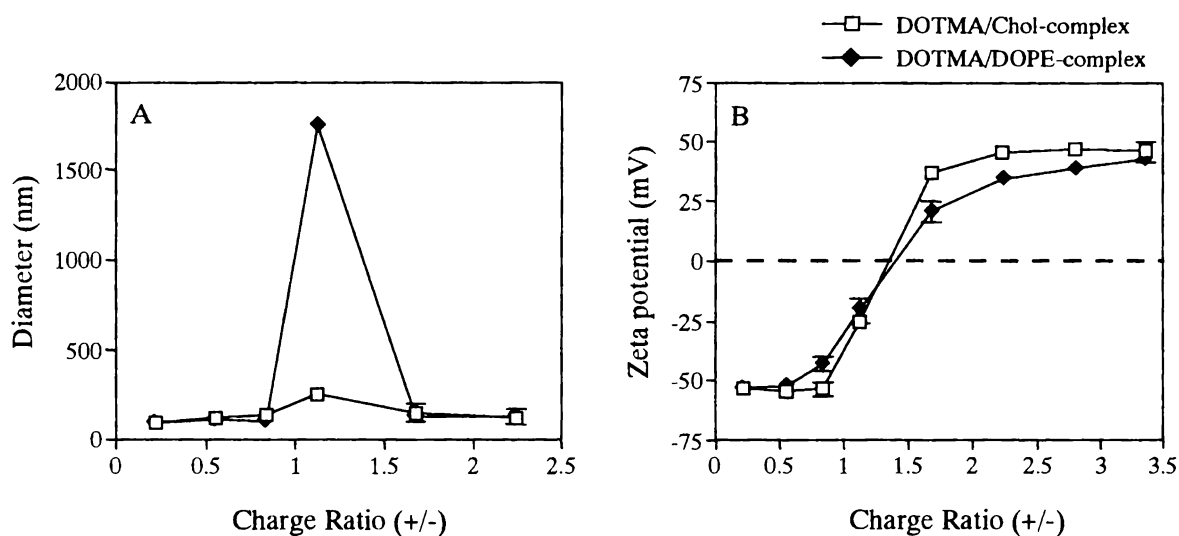 DOTMA/Chol-complex
DOTMA/DOPE-complex
A
2000
1500
1000
500
0
Diameter (nm)
0 0.5 1 1.5 2 2.5
Charge Ratio (+/-)
B
75
50
25
0
-25
-50
-75
Zeta potential (mV)
0 0.5 1 1.5 2 2.5 3 3.5
Charge Ratio (+/-)